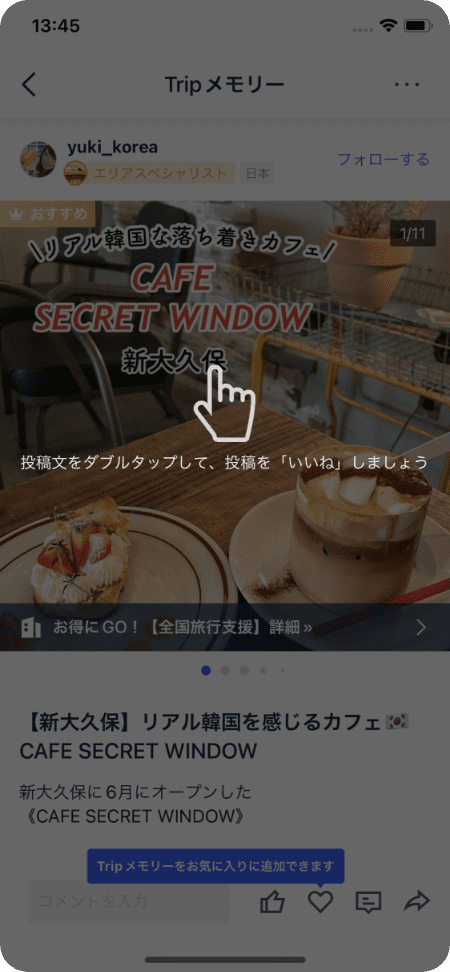 13:45
Tripメモリー
yuki_korea
エリアスペシャリスト 日本
フォローする
おすすめ
1/11
\リアル韓国な落ち着きカフェ/
CAFE
SECRET WINDOW
新大久保
投稿文をダブルタップして、投稿を「いいね」しましょう
お得にGO！【全国旅行支援】詳細»
【新大久保】リアル韓国を感じるカフェ🇰🇷
CAFE SECRET WINDOW
新大久保に6月にオープンした
《CAFE SECRET WINDOW》
Tripメモリーをお気に入りに追加できます
コメントを入力